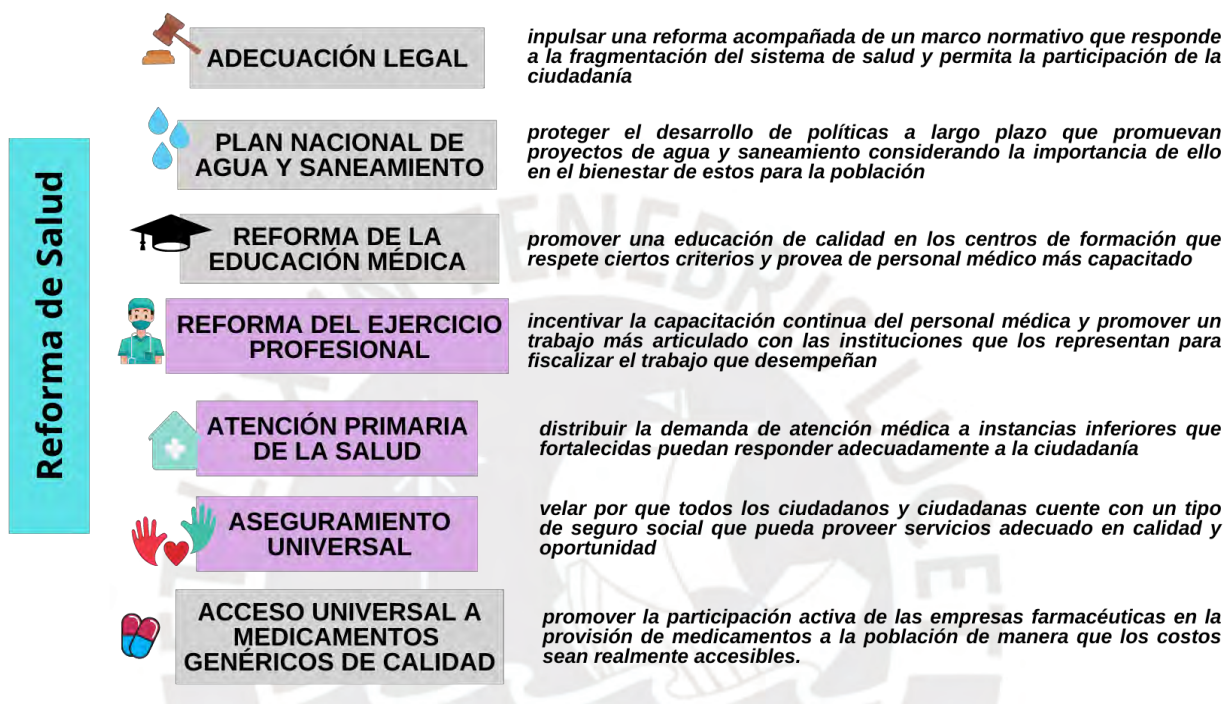 Reforma de Salud
ADECUACIÓN LEGAL
inpulsar una reforma acompañada de un marco normativo que responde
a la fragmentación del sistema de salud y permita la participación de la
ciudadanía
PLAN NACIONAL DE
AGUA Y SANEAMIENTO
proteger el desarrollo de políticas a largo plazo que promuevan
proyectos de agua y saneamiento considerando la importancia de ello
en el bienestar de estos para la población
REFORMA DE LA
EDUCACIÓN MÉDICA
promover una educación de calidad en los centros de formación que
respete ciertos criterios y provea de personal médico más capacitado
REFORMA DEL EJERCICIO
PROFESIONAL
incentivar la capacitación continua del personal médica y promover un
trabajo más articulado con las instituciones que los representan para
fiscalizar el trabajo que desempeñan
ATENCIÓN PRIMARIA
DE LA SALUD
distribuir la demanda de atención médica a instancias inferiores que
fortalecidas puedan responder adecuadamente a la ciudadanía
ASEGURAMIENTO
UNIVERSAL
velar por que todos los ciudadanos y ciudadanas cuente con un tipo
de seguro social que pueda proveer servicios adecuado en calidad y
oportunidad
ACCESO UNIVERSAL A
MEDICAMENTOS
GENÉRICOS DE CALIDAD
promover la participación activa de las empresas farmacéuticas en la
provisión de medicamentos a la población de manera que los costos
sean realmente accesibles.